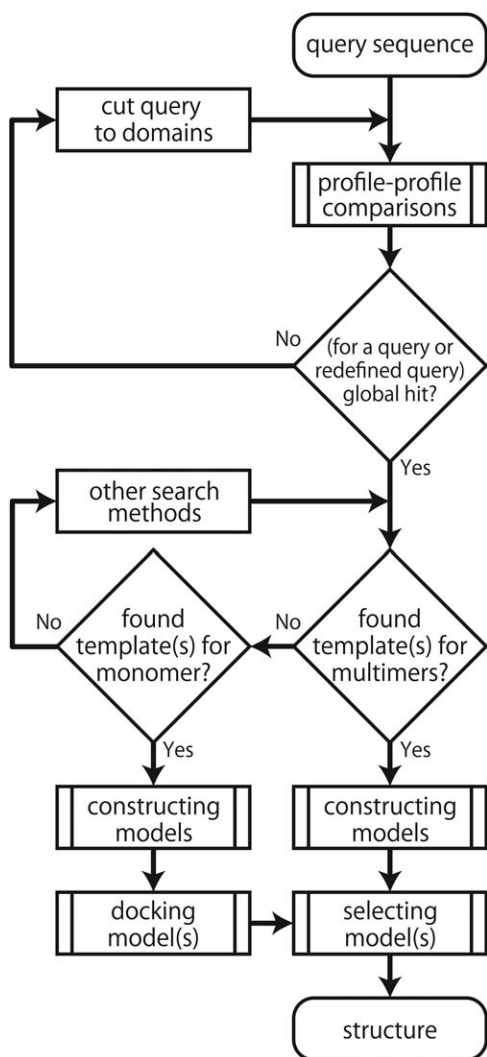 query sequence
cut query
to domains
profile-profile
comparisons
No
(for a query or
redefined query)
global hit?
Yes
other search
methods
No
found
template(s) for
monomer?
No
found
template(s) for
multimers?
Yes
Yes
constructing
models
constructing
models
docking
model(s)
selecting
model(s)
structure